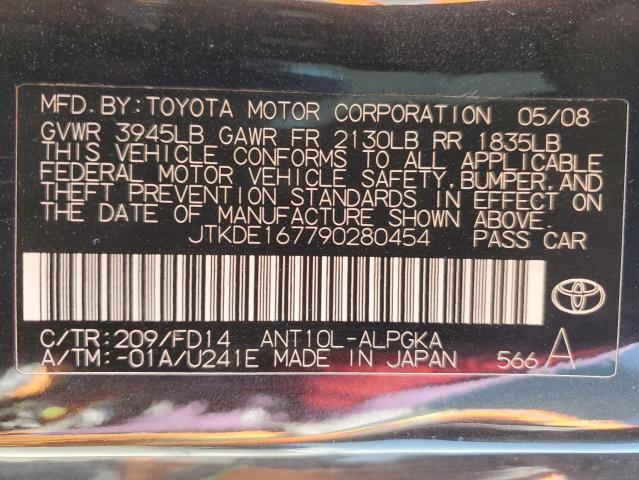 MFD. BY: TOYOTA MOTOR CORPORATION 05/08
GVWR 3945LB GAWR FR 2130LB RR 1835LB
THIS VEHICLE CONFORMS TO ALL APPLICABLE
FEDERAL MOTOR VEHICLE SAFETY, BUMPER, AND
THEFT PREVENTION STANDARDS IN EFFECT ON
THE DATE OF MANUFACTURE SHOWN ABOVE.
JTKDE167790280454 PASS CAR
C/TR: 209/FD14 ANT10L-ALPGKA
A/TM: -01A/U241E MADE IN JAPAN 566 A